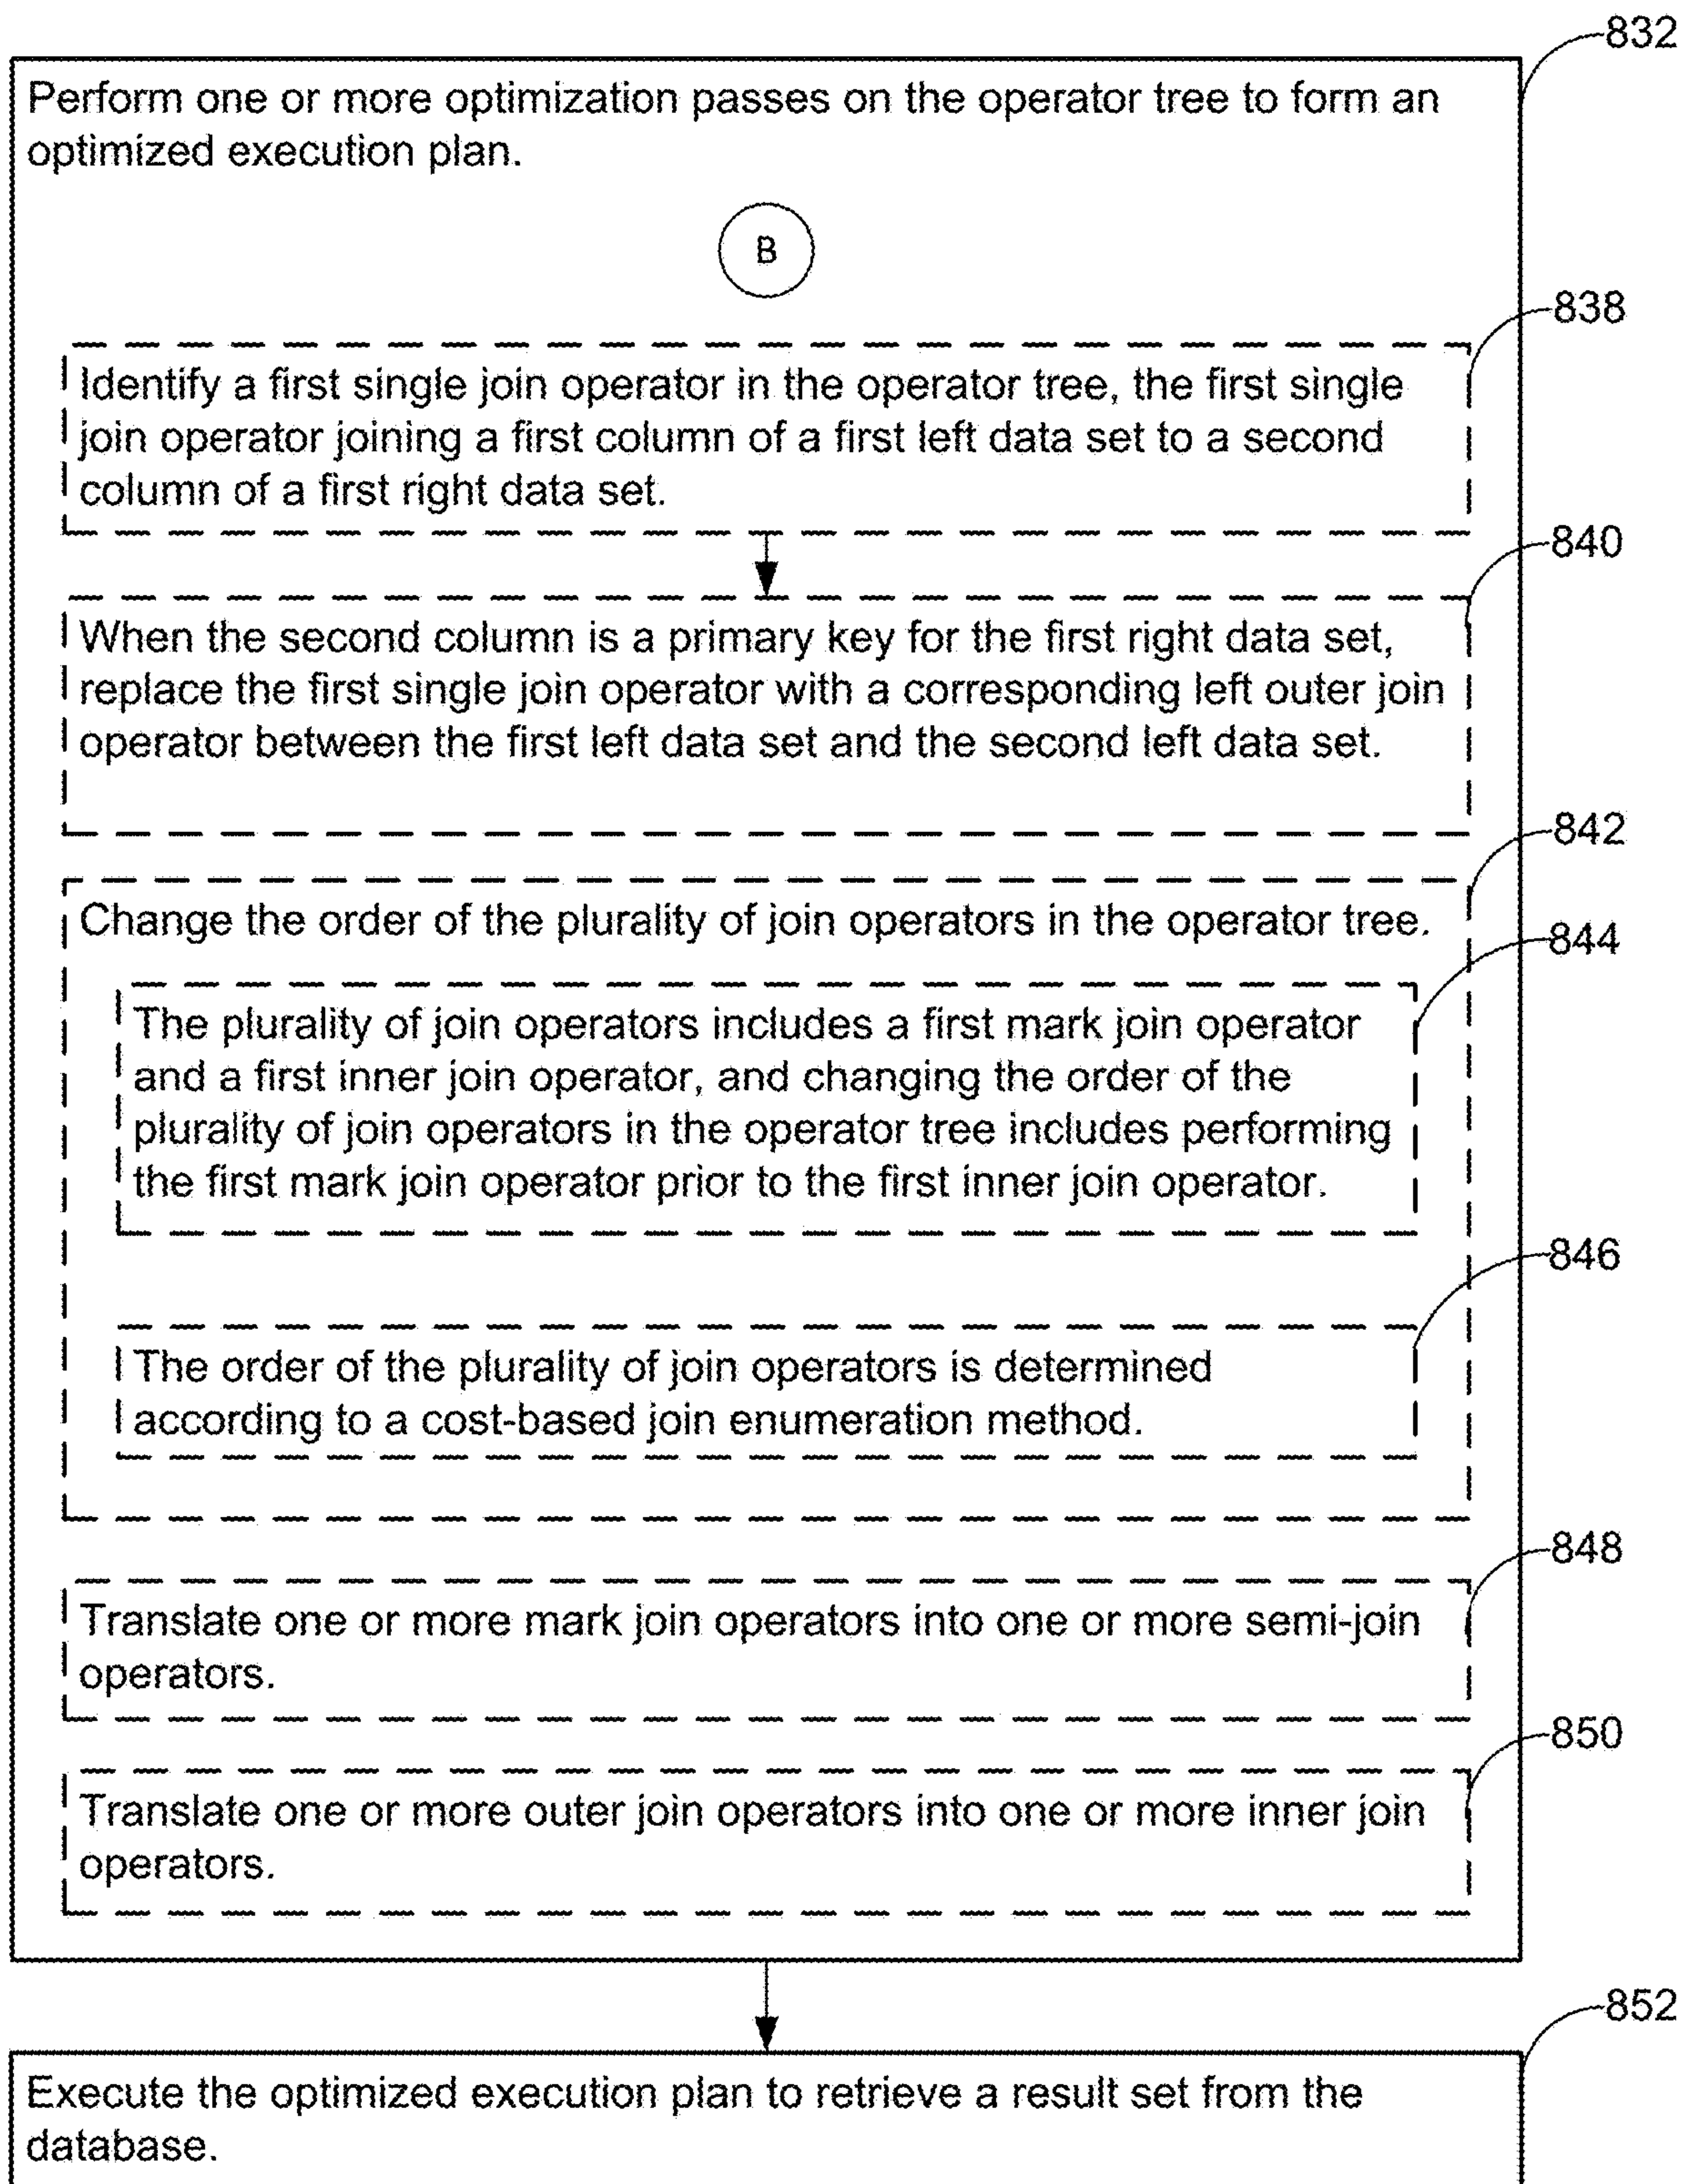 832
Perform one or more optimization passes on the operator tree to form an
optimized execution plan.
B
838
Identify a first single join operator in the operator tree, the first single
join operator joining a first column of a first left data set to a second
column of a first right data set.
840
When the second column is a primary key for the first right data set,
replace the first single join operator with a corresponding left outer join
operator between the first left data set and the second left data set.
842
Change the order of the plurality of join operators in the operator tree.
844
The plurality of join operators includes a first mark join operator
and a first inner join operator, and changing the order of the
plurality of join operators in the operator tree includes performing
the first mark join operator prior to the first inner join operator.
846
The order of the plurality of join operators is determined
according to a cost-based join enumeration method.
848
Translate one or more mark join operators into one or more semi-join
operators.
850
Translate one or more outer join operators into one or more inner join
operators.
852
Execute the optimized execution plan to retrieve a result set from the
database.